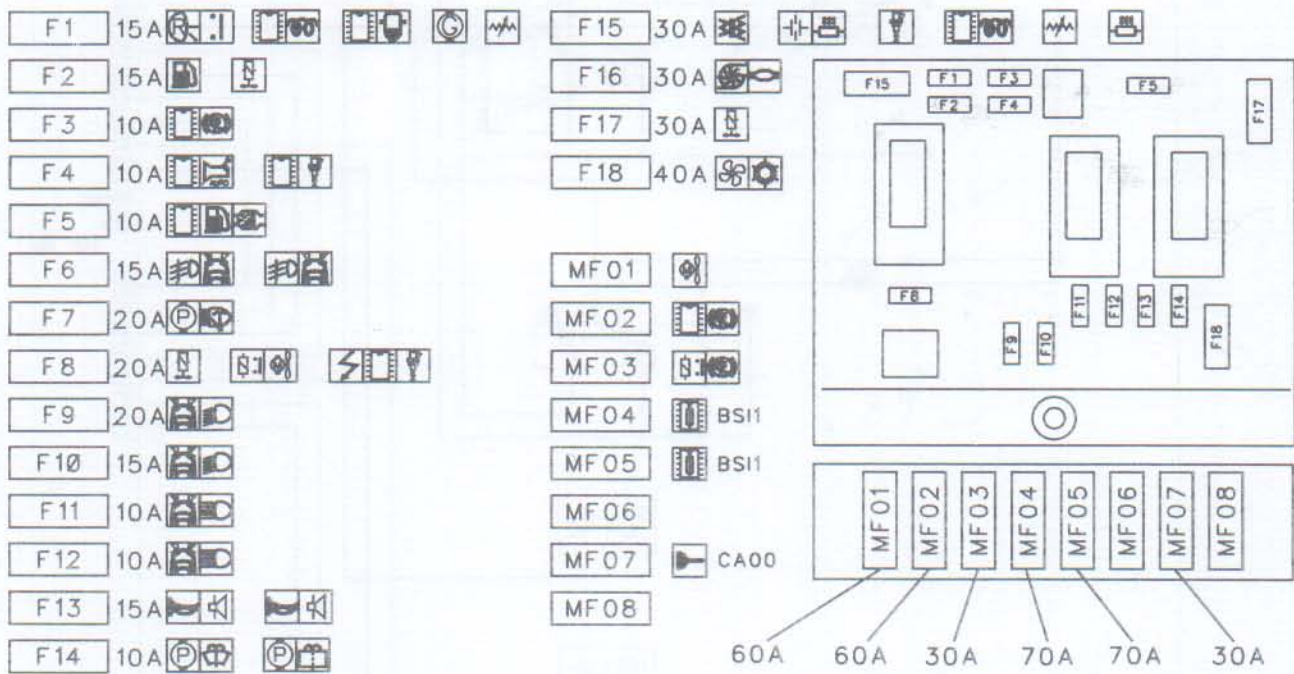 F1 15A
F2 15A
F3 10A
F4 10A
F5 10A
F6 15A
F7 20A
F8 20A
F9 20A
F10 15A
F11 10A
F12 10A
F13 15A
F14 10A
F15 30A
F16 30A
F17 30A
F18 40A
MF01
MF02
MF03
MF04 BSI1
MF05 BSI1
MF06
MF07 CA00
MF08
F15 F1 F3 F5 F17
F2 F4
F8 F11 F12 F13 F14
F9 F10 F18
MF01 MF02 MF03 MF04 MF05 MF06 MF07 MF08
60A 60A 30A 70A 70A 30A